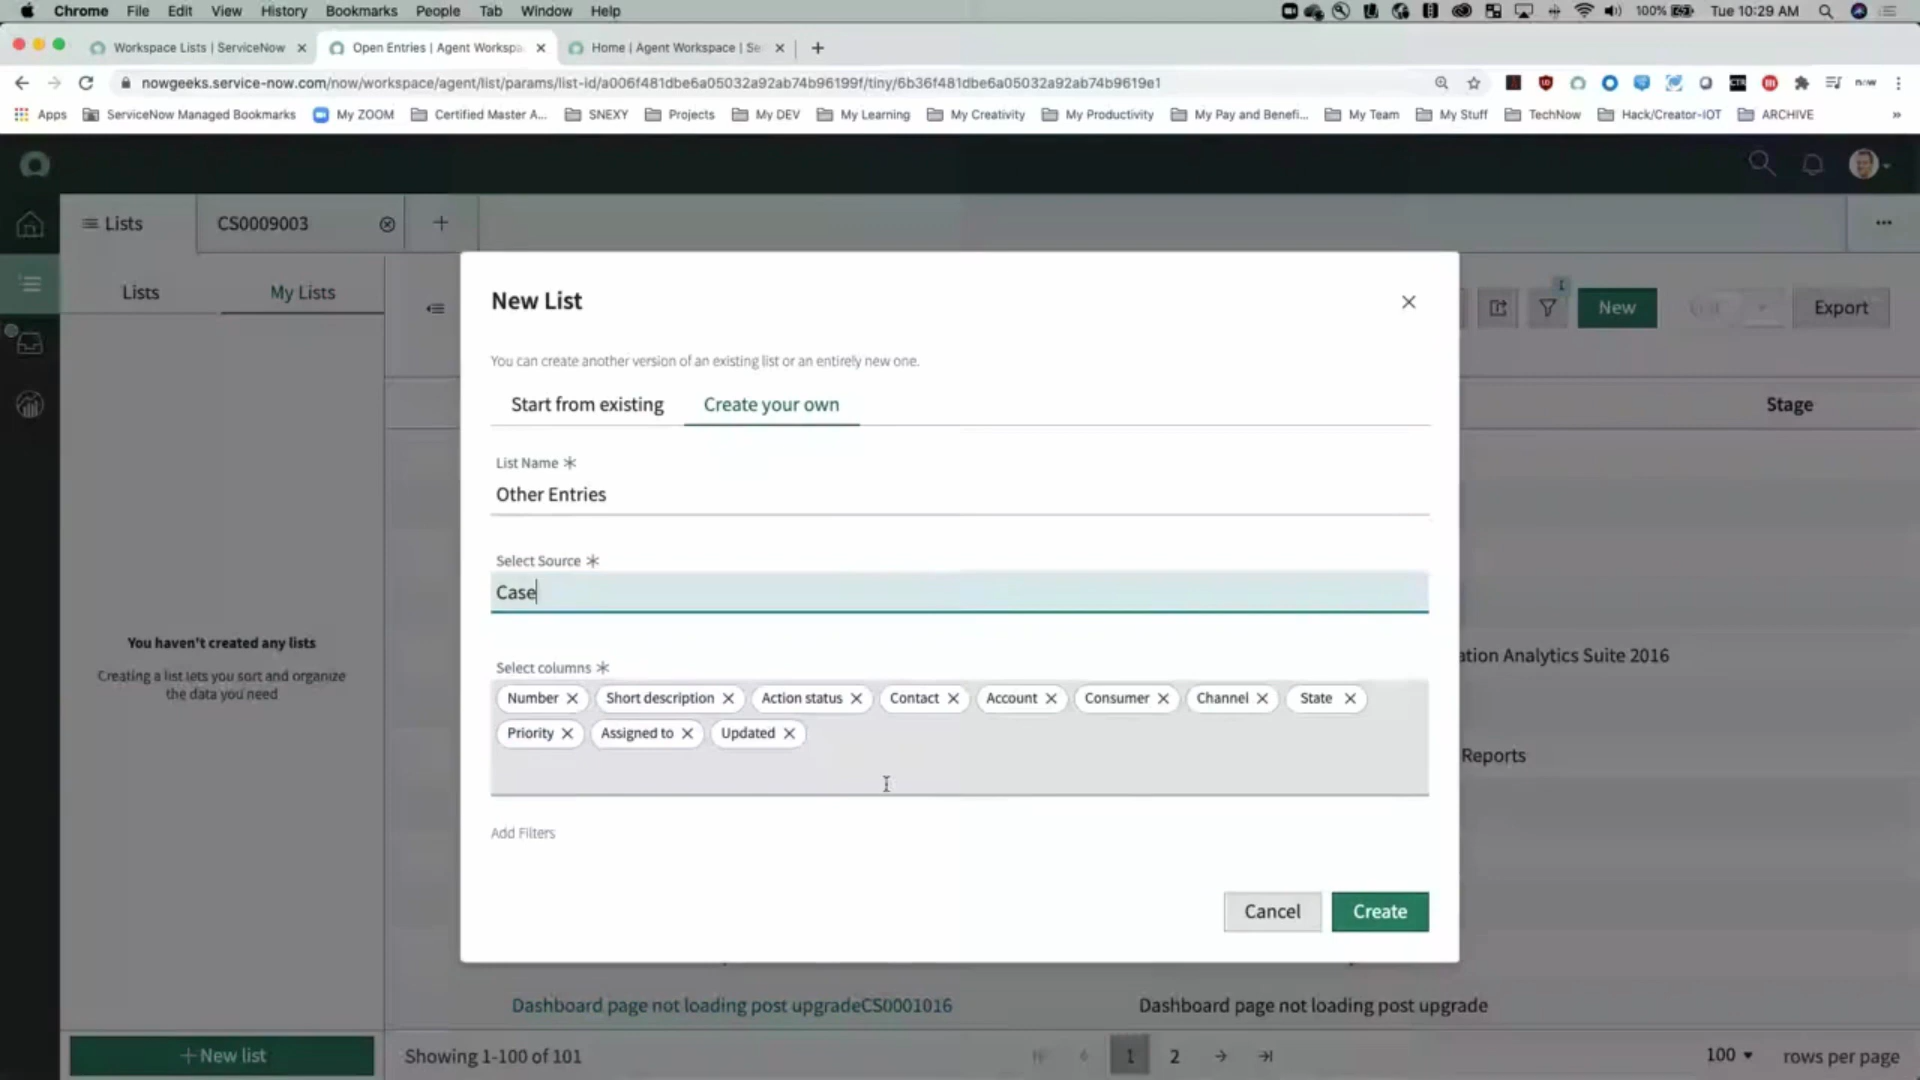 Chrome File Edit View History Bookmarks People Tab Window Help 100% Tue 10:29 AM
Workspace Lists | ServiceNow Open Entries | Agent Workspa Home | Agent Workspace | Se
nowgeeks.service-now.com/now/workspace/agent/list/params/list-id/a006f481dbe6a05032a92ab74b96199f/tiny/6b36f481dbe6a05032a92ab74b9619e1
Apps ServiceNow Managed Bookmarks My ZOOM Certified Master A... SNEXY Projects My DEV My Learning My Creativity My Productivity My Pay and Benefi... My Team My Stuff TechNow Hack/Creator-IOT ARCHIVE »
Lists CS0009003
Lists My Lists
New Export
New List
You can create another version of an existing list or an entirely new one.
Start from existing Create your own
Stage
List Name
Other Entries
Select Source
Case
You haven't created any lists
Creating a list lets you sort and organize
the data you need
ation Analytics Suite 2016
Select columns
Number Short description Action status Contact Account Consumer Channel State
Priority Assigned to Updated
Reports
Add Filters
Cancel Create
Dashboard page not loading post upgradeCS0001016 Dashboard page not loading post upgrade
+ New list
Showing 1-100 of 101 1 2 100 rows per page